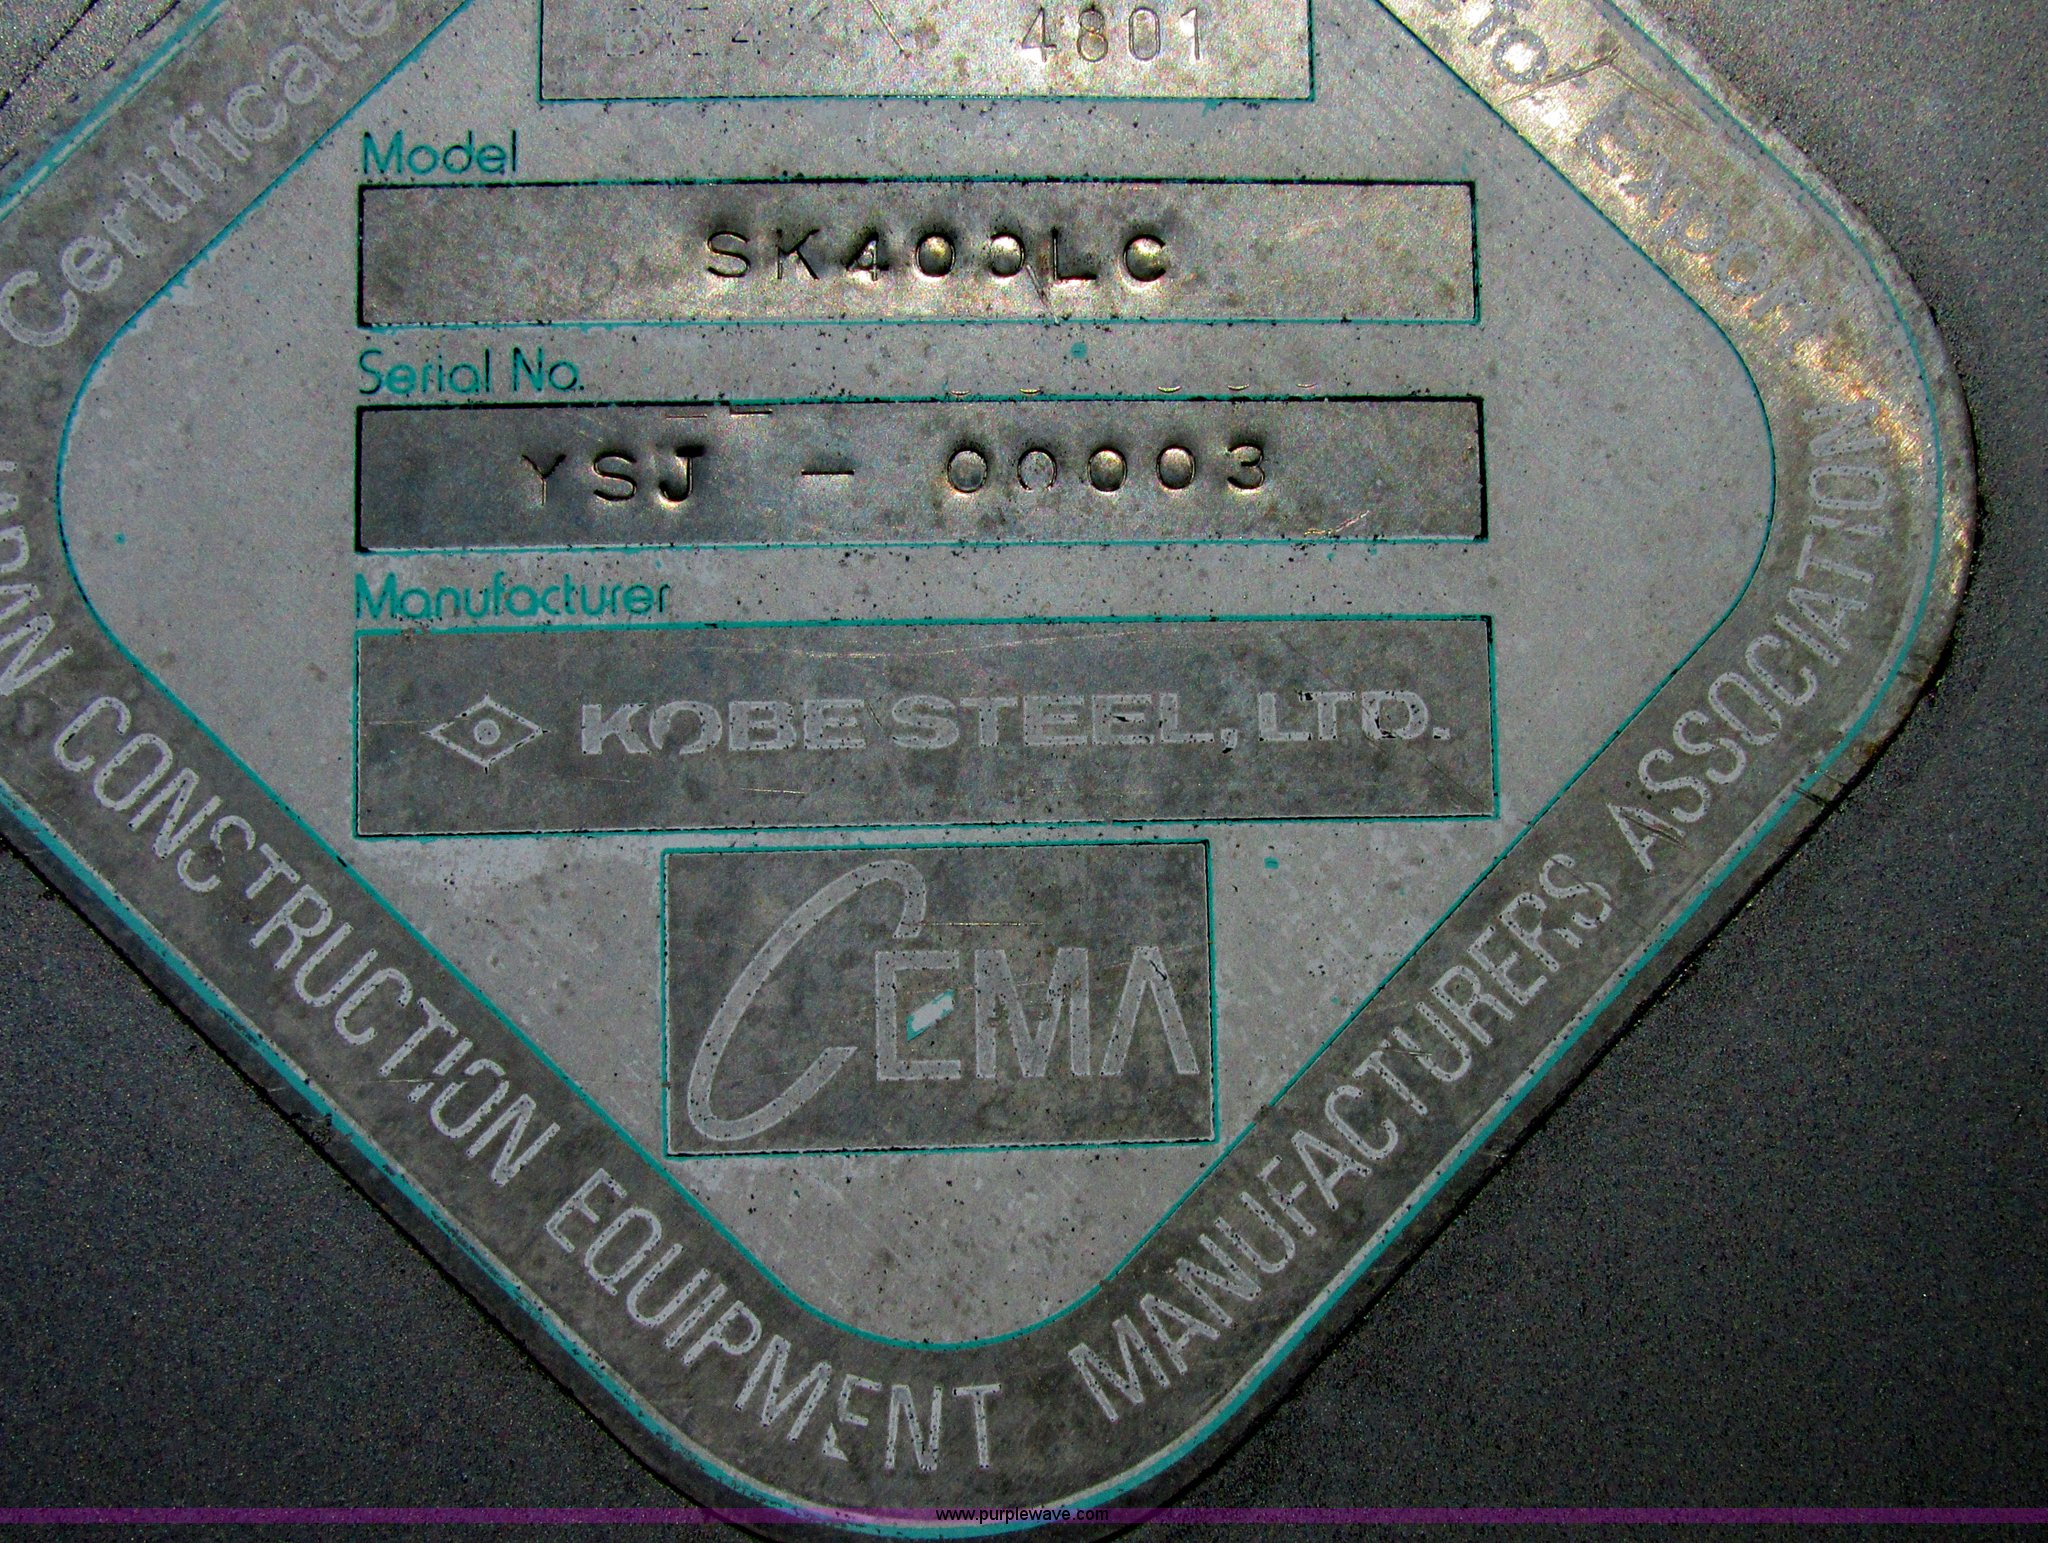 4801
Model
SK400LC
Serial No.
YSJ - 00003
Manufacturer
KOBE STEEL, LTD.
CEMA
Certificate
Export
CONSTRUCTION EQUIPMENT MANUFACTURERS ASSOCIATION
www.purplewave.com